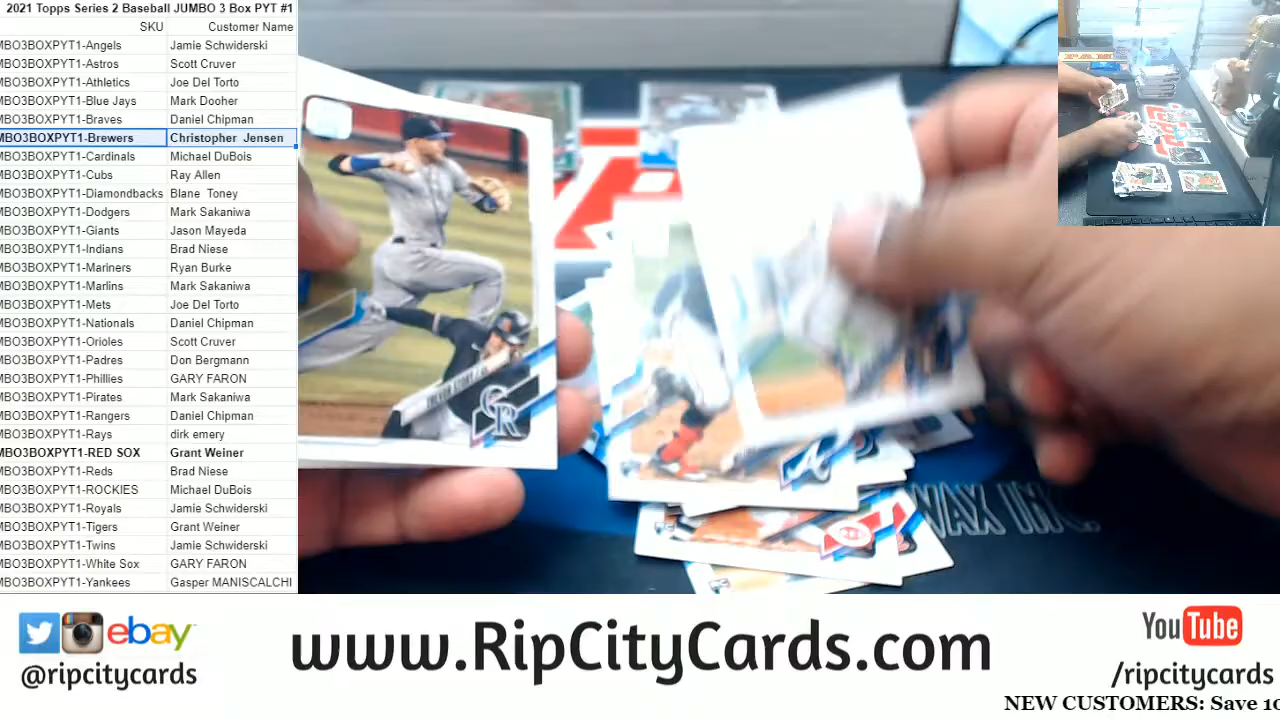 2021 Topps Series 2 Baseball JUMBO 3 Box PYT #1
SKU Customer Name
MBO3BOXPYT1-Angels Jamie Schwiderski
MBO3BOXPYT1-Astros Scott Cruver
MBO3BOXPYT1-Athletics Joe Del Torto
MBO3BOXPYT1-Blue Jays Mark Dooher
MBO3BOXPYT1-Braves Daniel Chipman
MBO3BOXPYT1-Brewers Christopher Jensen
MBO3BOXPYT1-Cardinals Michael DuBois
MBO3BOXPYT1-Cubs Ray Allen
MBO3BOXPYT1-Diamondbacks Blane Toney
MBO3BOXPYT1-Dodgers Mark Sakaniwa
MBO3BOXPYT1-Giants Jason Mayeda
MBO3BOXPYT1-Indians Brad Niese
MBO3BOXPYT1-Mariners Ryan Burke
MBO3BOXPYT1-Marlins Mark Sakaniwa
MBO3BOXPYT1-Mets Joe Del Torto
MBO3BOXPYT1-Nationals Daniel Chipman
MBO3BOXPYT1-Orioles Scott Cruver
MBO3BOXPYT1-Padres Don Bergmann
MBO3BOXPYT1-Phillies GARY FARON
MBO3BOXPYT1-Pirates Mark Sakaniwa
MBO3BOXPYT1-Rangers Daniel Chipman
MBO3BOXPYT1-Rays dirk emery
MBO3BOXPYT1-RED SOX Grant Weiner
MBO3BOXPYT1-Reds Brad Niese
MBO3BOXPYT1-ROCKIES Michael DuBois
MBO3BOXPYT1-Royals Jamie Schwiderski
MBO3BOXPYT1-Tigers Grant Weiner
MBO3BOXPYT1-Twins Jamie Schwiderski
MBO3BOXPYT1-White Sox GARY FARON
MBO3BOXPYT1-Yankees Gasper MANISCALCHI
CR
A
WAX INC.
ebay
@ripcitycards
www.RipCityCards.com
YouTube
/ripcitycards
NEW CUSTOMERS: Save 10